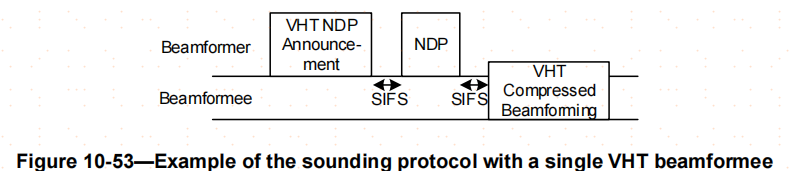 VHT NDP
Announce-
ment
NDP
Beamformer
VHT
Compressed
Beamforming
Beamformee
SIFS
SIFS
Figure 10-53—Example of the sounding protocol with a single VHT beamformee